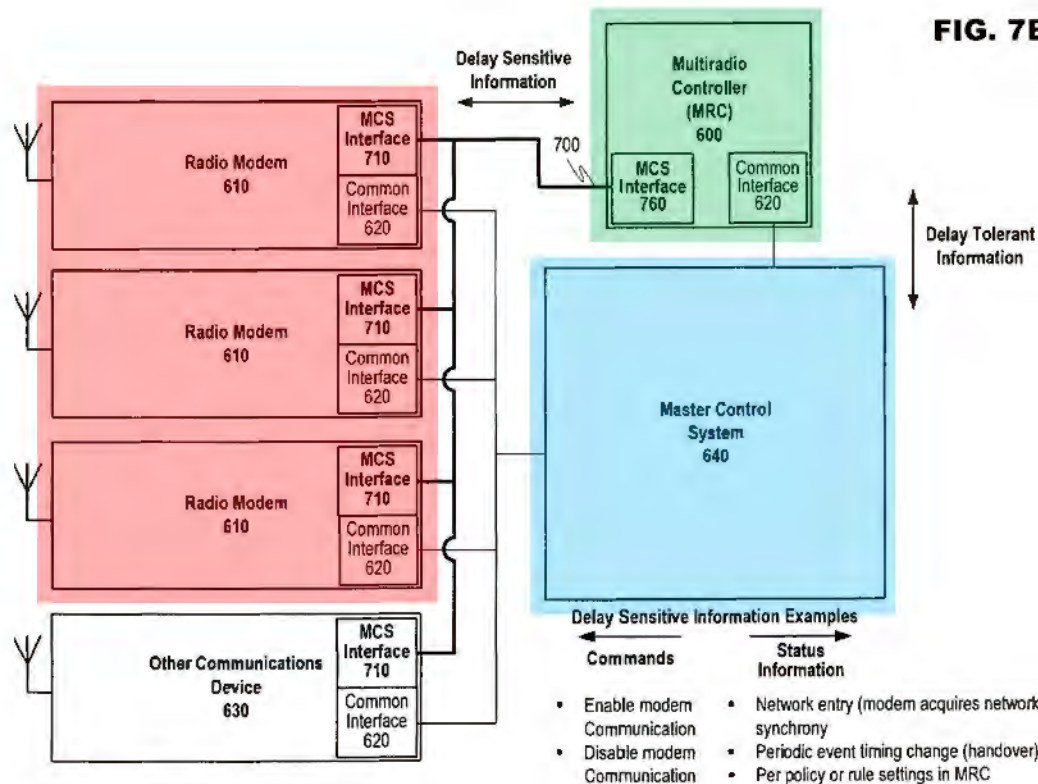 FIG. 7B
Delay Sensitive
Information
Multiradio
Controller
(MRC)
600
700
MCS
Interface
760
Common
Interface
620
Delay Tolerant
Information
Radio Modem
610
MCS
Interface
710
Common
Interface
620
Radio Modem
610
MCS
Interface
710
Common
Interface
620
Radio Modem
610
MCS
Interface
710
Common
Interface
620
Other Communications
Device
630
MCS
Interface
710
Common
Interface
620
Master Control
System
640
Delay Sensitive Information Examples
Commands
Status
Information
• Enable modem
Communication
• Disable modem
Communication
• Network entry (modem acquires network
synchrony
• Periodic event timing change (handover)
• Per policy or rule settings in MRC